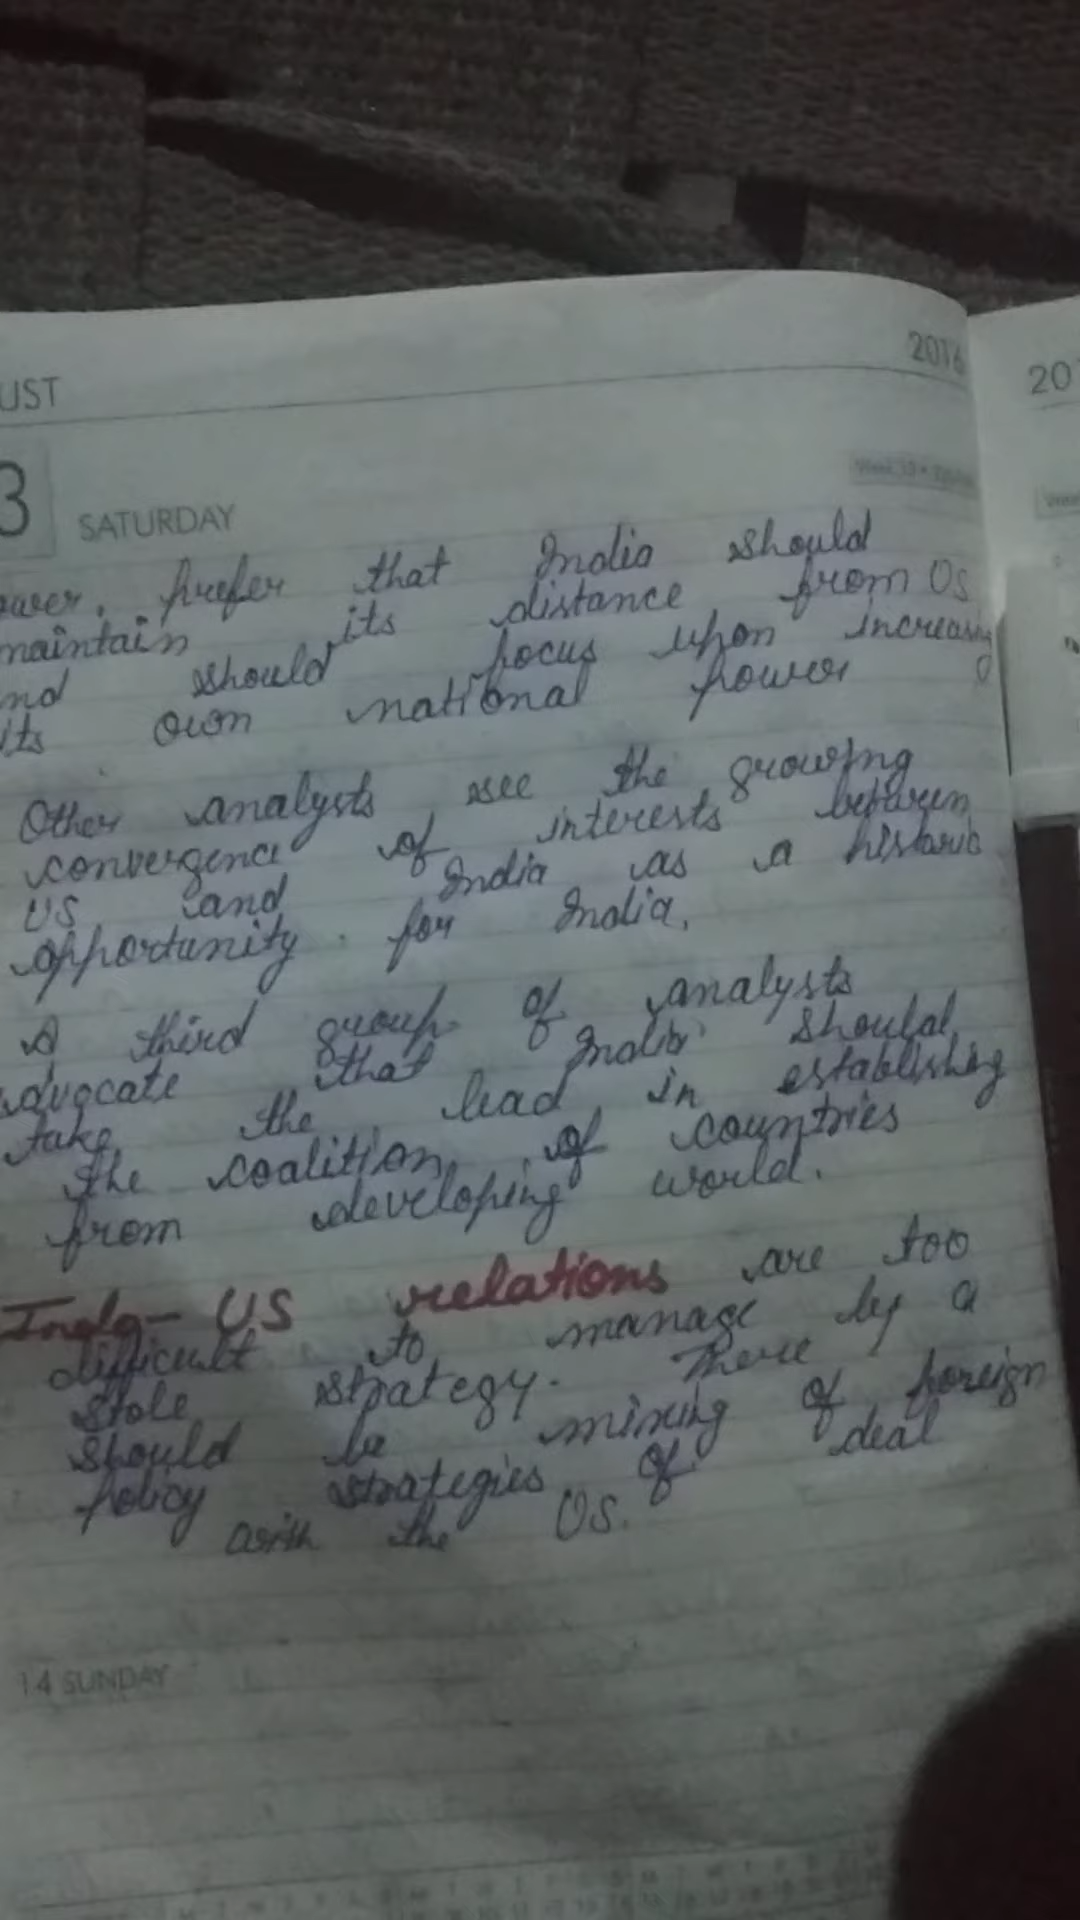 UST
2016
20
3
SATURDAY
prefer that India should
maintain its distance from US
nd should focus upon increasing
its own national power
Other analysts see the growing
convergence of interests between
US and India as a historic
opportunity for India.
A third group of analysts
advocate that India should
take the lead in establishing
the coalition of countries
from developing world.
Indo-US relations are too
difficult to manage by a
stole strategy. There
should be mixing of foreign
policy strategies of deal
with the US.
14 SUNDAY